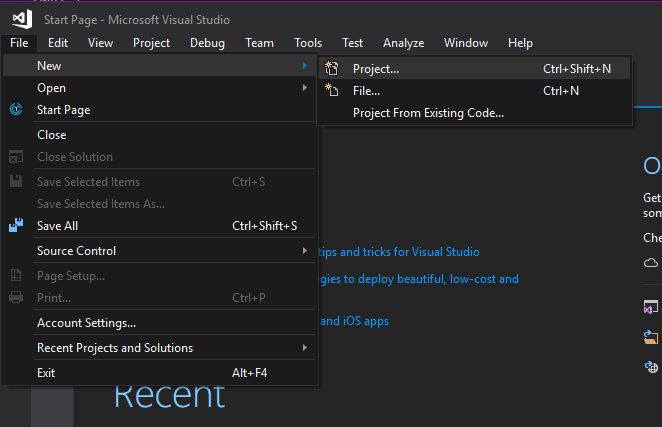 Start Page - Microsoft Visual Studio
File Edit View Project Debug Team Tools Test Analyze Window Help
New
Open
Start Page
Close
Close Solution
Save Selected Items Ctrl+S
Save Selected Items As...
Save All Ctrl+Shift+S
Source Control
Page Setup...
Print... Ctrl+P
Account Settings...
Recent Projects and Solutions
Exit Alt+F4
Project... Ctrl+Shift+N
File... Ctrl+N
Project From Existing Code...
tips and tricks for Visual Studio
gies to deploy beautiful, low-cost and
and iOS apps
Recent
O
Get
som
Che